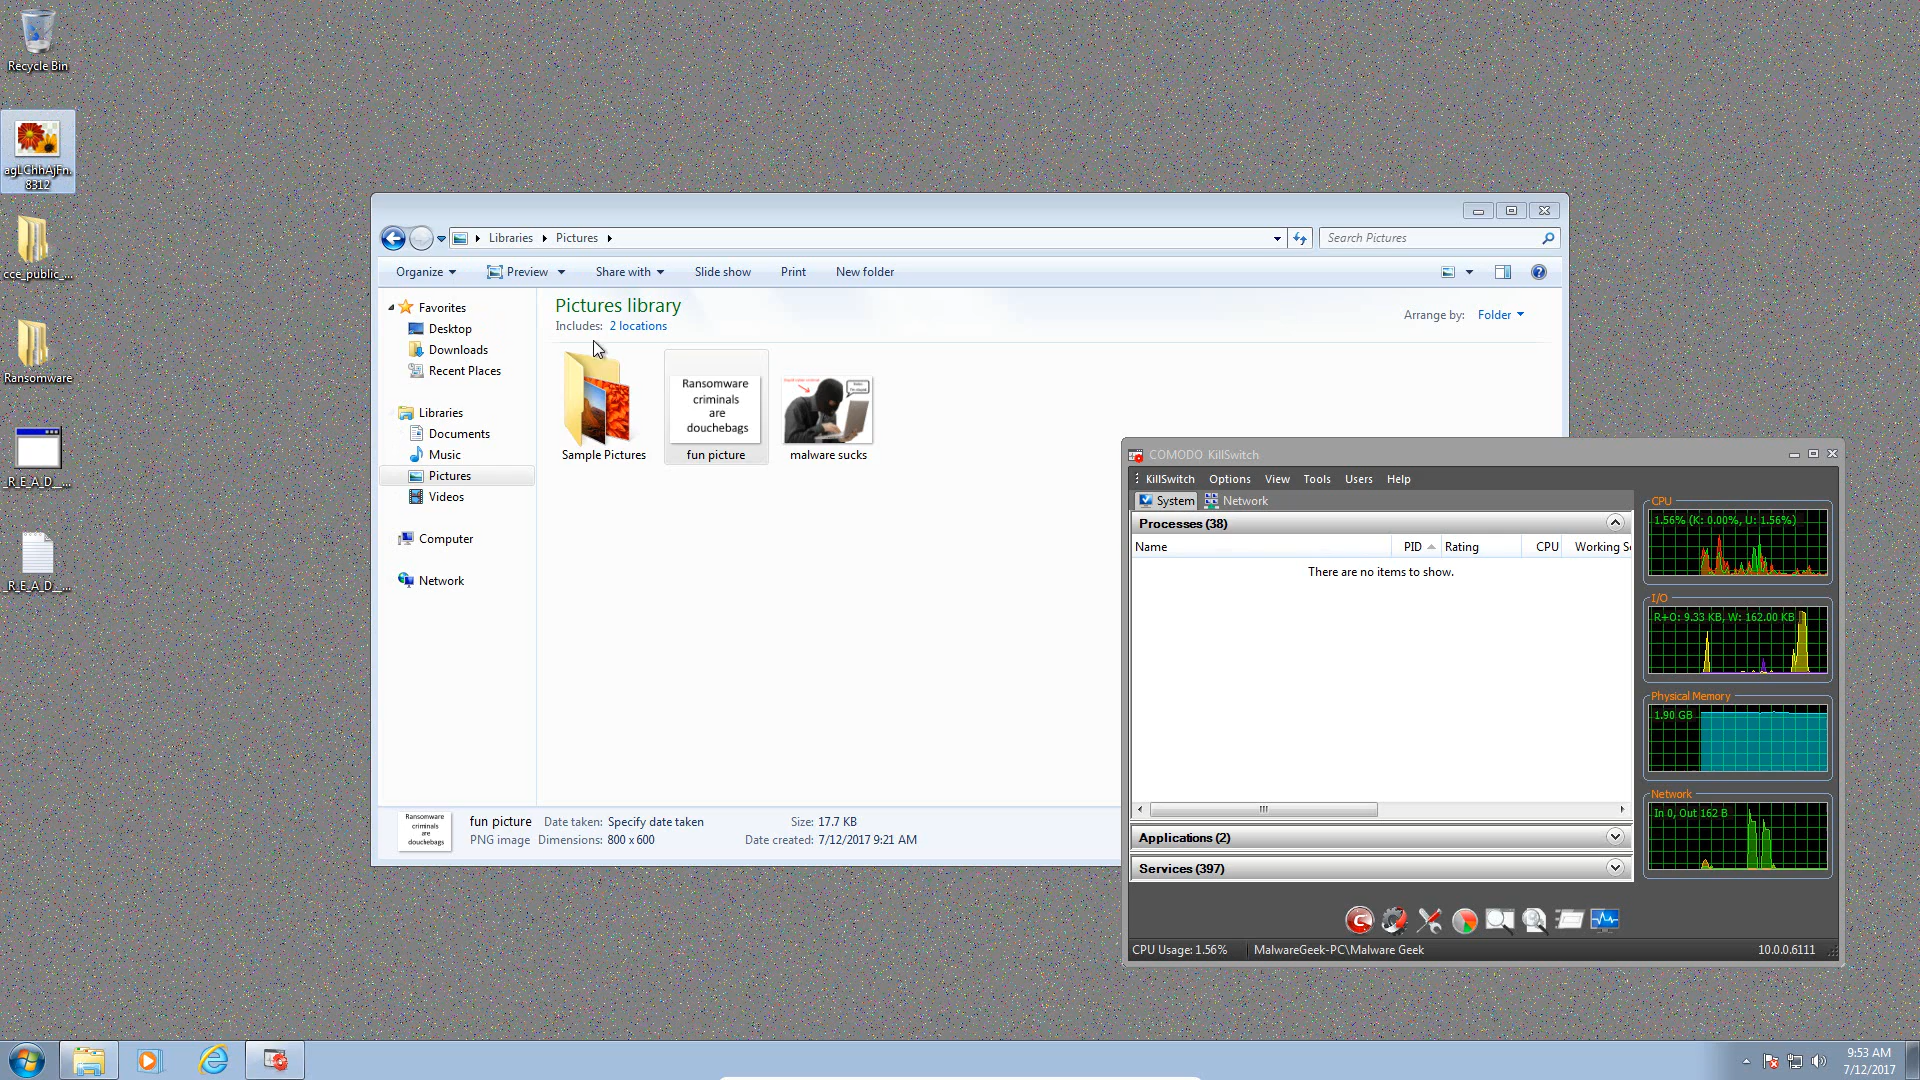 Recycle Bin
agLChhAjFn.
8312
cce_public_...
Ransomware
_R_E_A_D__...
_R_E_A_D__...
Libraries
Pictures
Search Pictures
Organize
Preview
Share with
Slide show
Print
New folder
Favorites
Desktop
Downloads
Recent Places
Libraries
Documents
Music
Pictures
Videos
Computer
Network
Pictures library
Includes: 2 locations
Arrange by: Folder
Ransomware
criminals
are
douchebags
Sample Pictures
fun picture
malware sucks
Ransomware
criminals
are
douchebags
fun picture
Date taken: Specify date taken
Size: 17.7 KB
PNG image
Dimensions: 800 x 600
Date created: 7/12/2017 9:21 AM
COMODO KillSwitch
KillSwitch Options View Tools Users Help
System Network
Processes (38)
Name PID Rating CPU Working S
There are no items to show.
Applications (2)
Services (397)
CPU
1.56% (K: 0.00%, U: 1.56%)
I/O
R+O: 9.33 KB, W: 162.00 KB
Physical Memory
1.90 GB
Network
In 0, Out 162 B
CPU Usage: 1.56%
MalwareGeek-PC\Malware Geek
10.0.0.6111
9:53 AM
7/12/2017